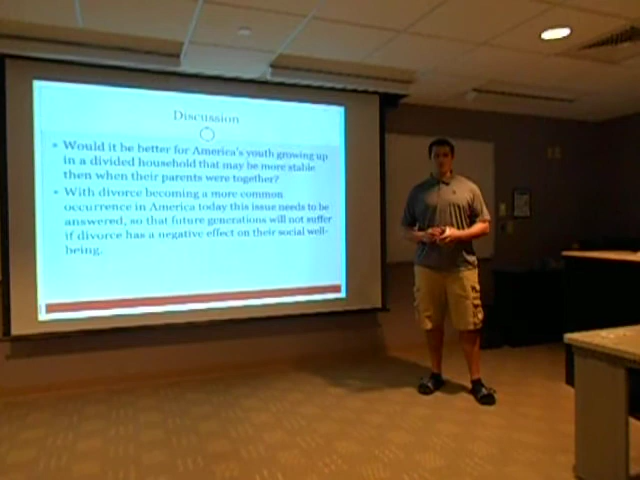 Discussion
Would it be better for America's youth growing up
in a divided household that may be more stable
then when their parents were together?
With divorce becoming a more common
occurrence in America today this issue needs to be
answered, so that future generations will not suffer
if divorce has a negative effect on their social well-
being.